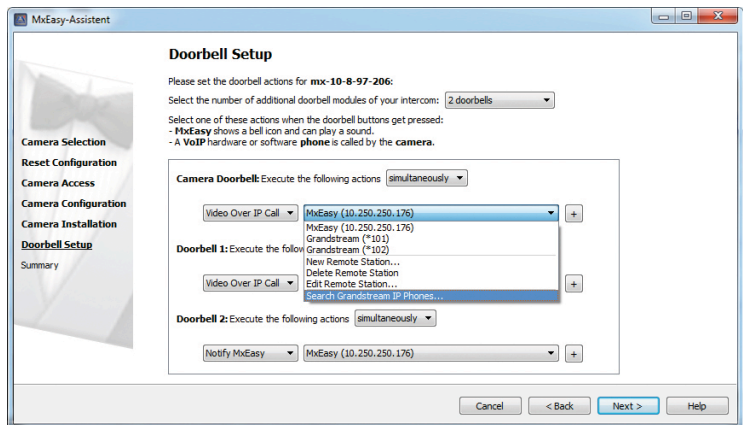 MxEasy-Assistent
Doorbell Setup
Please set the doorbell actions for mx-10-8-97-206:
Select the number of additional doorbell modules of your intercom: 2 doorbells
Select one of these actions when the doorbell buttons get pressed:
- MxEasy shows a bell icon and can play a sound.
- A VoIP hardware or software phone is called by the camera.
Camera Selection
Reset Configuration
Camera Access
Camera Configuration
Camera Installation
Doorbell Setup
Summary
Camera Doorbell: Execute the following actions simultaneously
Video Over IP Call MxEasy (10.250.250.176) +
MxEasy (10.250.250.176)
Grandstream (*101)
Grandstream (*102)
New Remote Station...
Delete Remote Station
Edit Remote Station...
Search Grandstream IP Phones...
Doorbell 1: Execute the follow
Video Over IP Call +
Doorbell 2: Execute the following actions simultaneously
Notify MxEasy MxEasy (10.250.250.176) +
Cancel < Back Next > Help